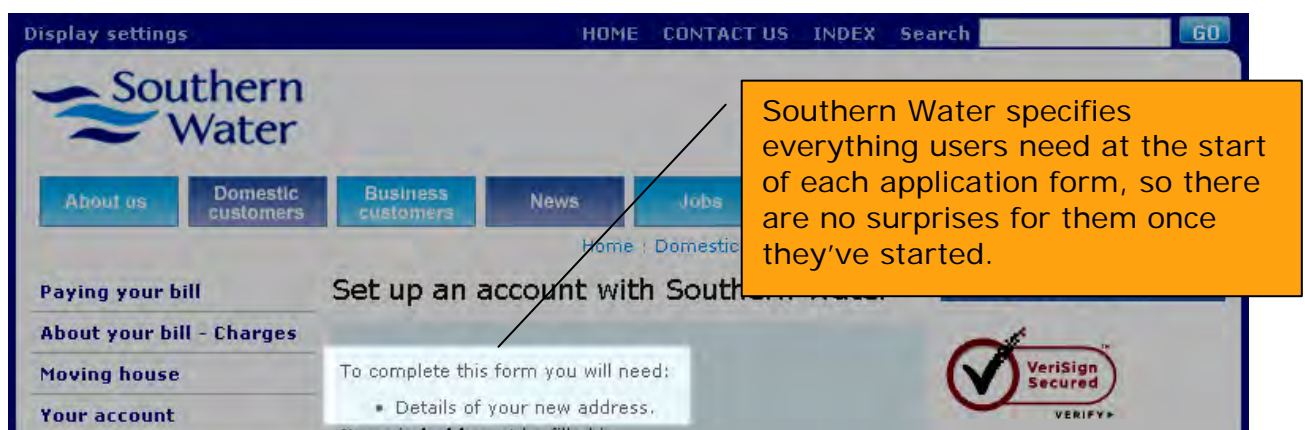 Display settings
HOME CONTACT US INDEX Search GO
Southern
Water
Southern Water specifies
everything users need at the start
of each application form, so there
are no surprises for them once
they've started.
About us
Domestic
customers
Business
customers
News
Jobs
Home : Domestic
Paying your bill
Set up an account with Southern Water
About your bill - Charges
Moving house
To complete this form you will need:
• Details of your new address.
Your account
VeriSign
Secured
VERIFY